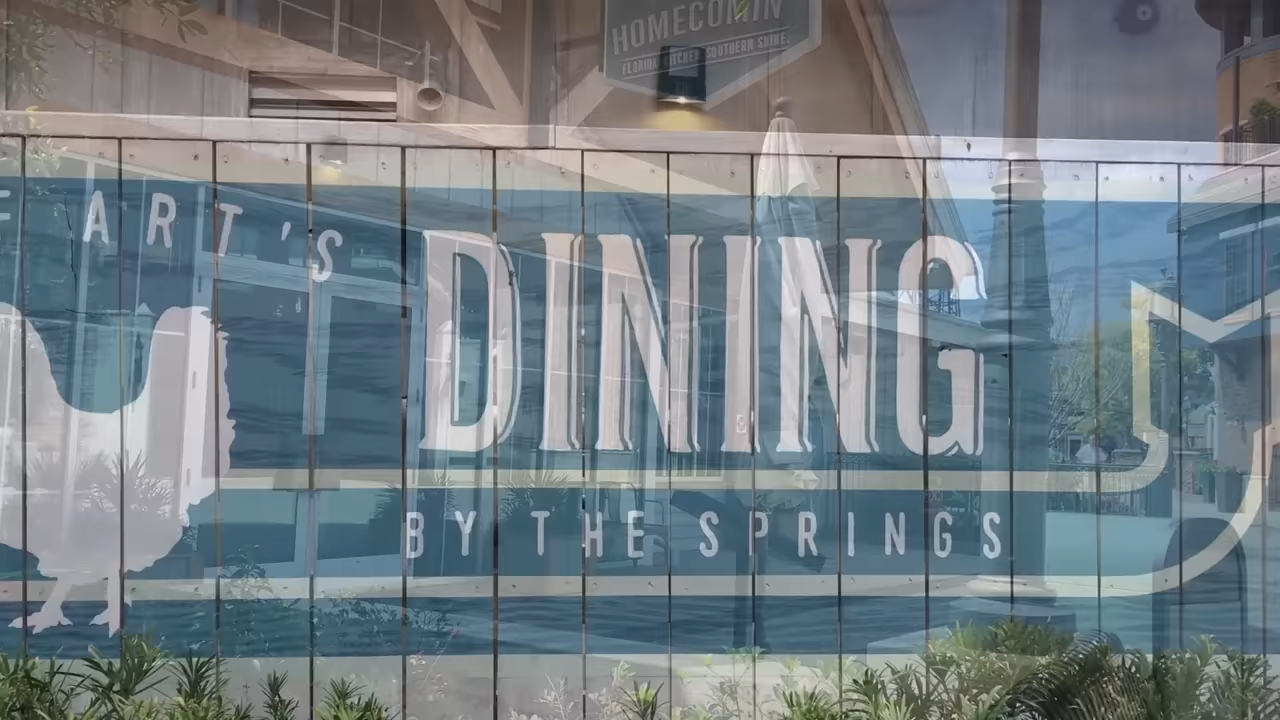 HOMECOMIN'
FLORIDA KITCHEN SOUTHERN SHINE.
F ART'S
DINING
BY THE SPRINGS